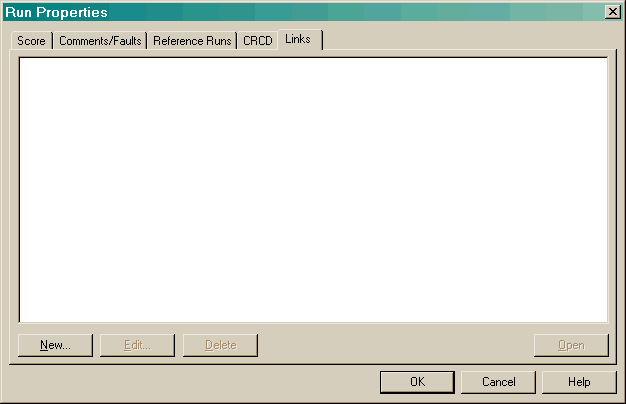 Run Properties
Score Comments/Faults Reference Runs CRCD Links
New... Edit... Delete Open
OK Cancel Help